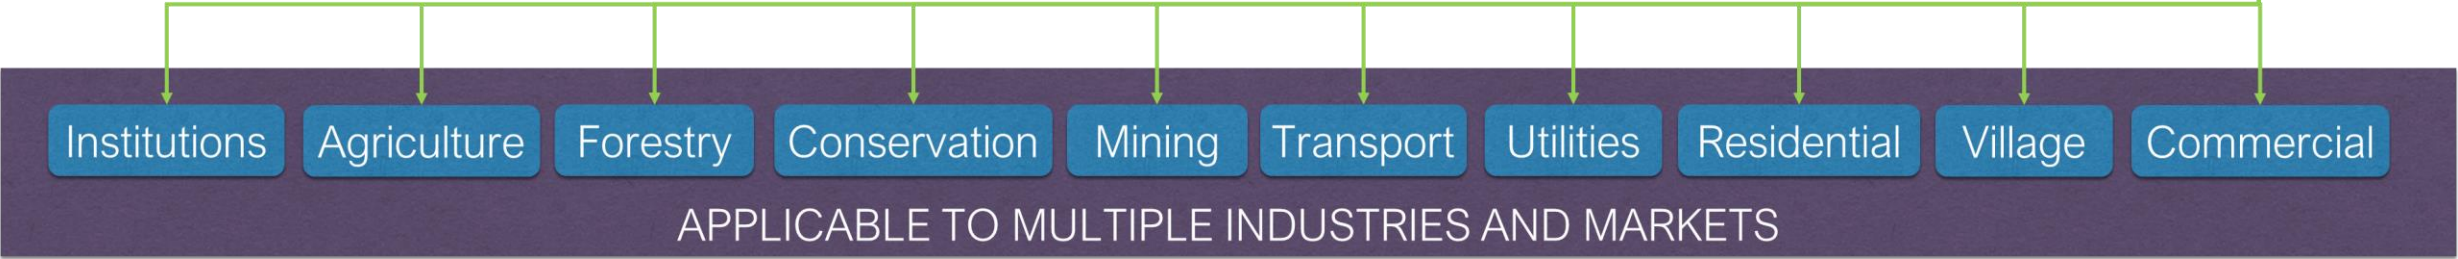 Institutions Agriculture Forestry Conservation Mining Transport Utilities Residential Village Commercial
APPLICABLE TO MULTIPLE INDUSTRIES AND MARKETS